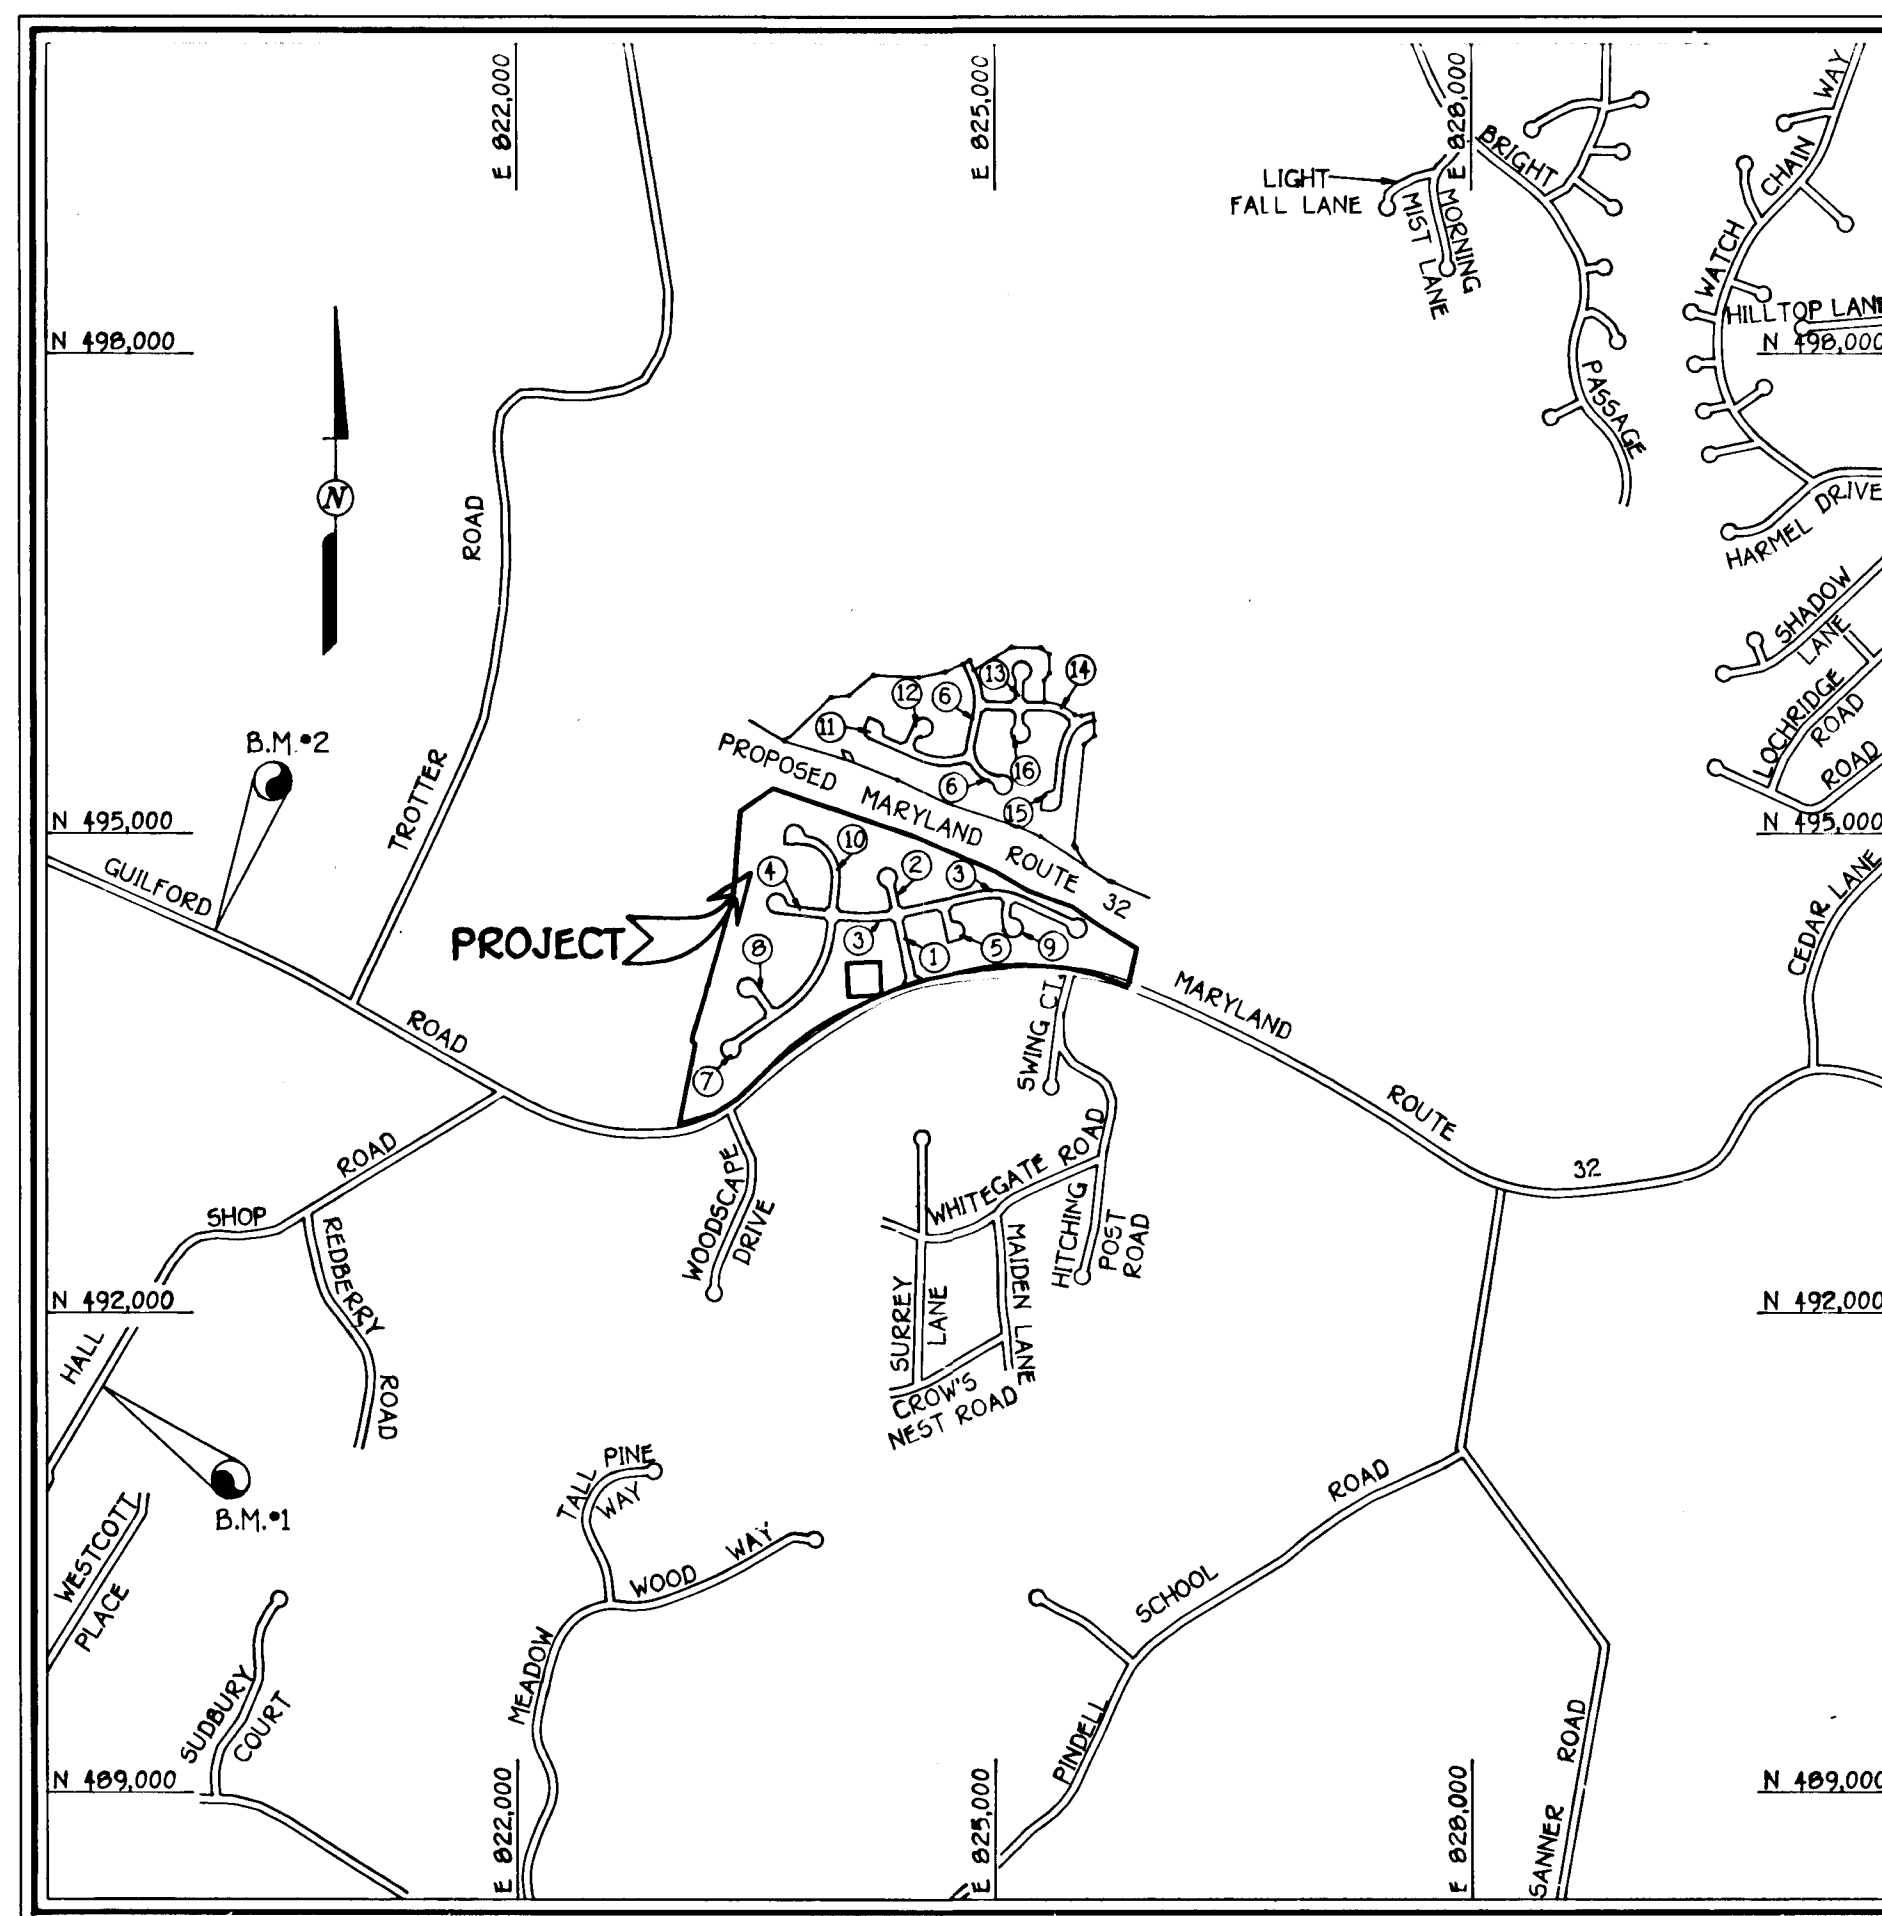 E 822,000
E 825,000
E 828,000
BRIGHT
PASSAGE
LIGHT
FALL LANE
MORNING
MIST LANE
WATCH CHAIN WAY
HILLTOP LANE
N 498,000
N 498,000
HARMEL DRIVE
SHADOW
LANE
LOCHRIDGE
ROAD
ROAD
N
TROTTER ROAD
B.M. #2
N 495,000
N 495,000
13
14
12
6
11
16
6
15
PROPOSED MARYLAND ROUTE 32
10
2
3
4
3
1
5
9
8
7
PROJECT
GUILFORD ROAD
CEDAR LANE
MARYLAND ROUTE 32
SWING CT.
SHOP ROAD
HALL
REDBERRY ROAD
WOODSCAPE
DRIVE
WHITEGATE ROAD
HITCHING
POST
ROAD
MAIDEN LANE
SURREY
LANE
CROW'S
NEST ROAD
N 492,000
N 492,000
B.M. #1
TALL PINE
WAY
MEADOW WOOD WAY
WESTCOTT
PLACE
SUDBURY
COURT
PINDELL SCHOOL ROAD
SANNER ROAD
N 489,000
N 489,000
E 822,000
E 825,000
E 828,000